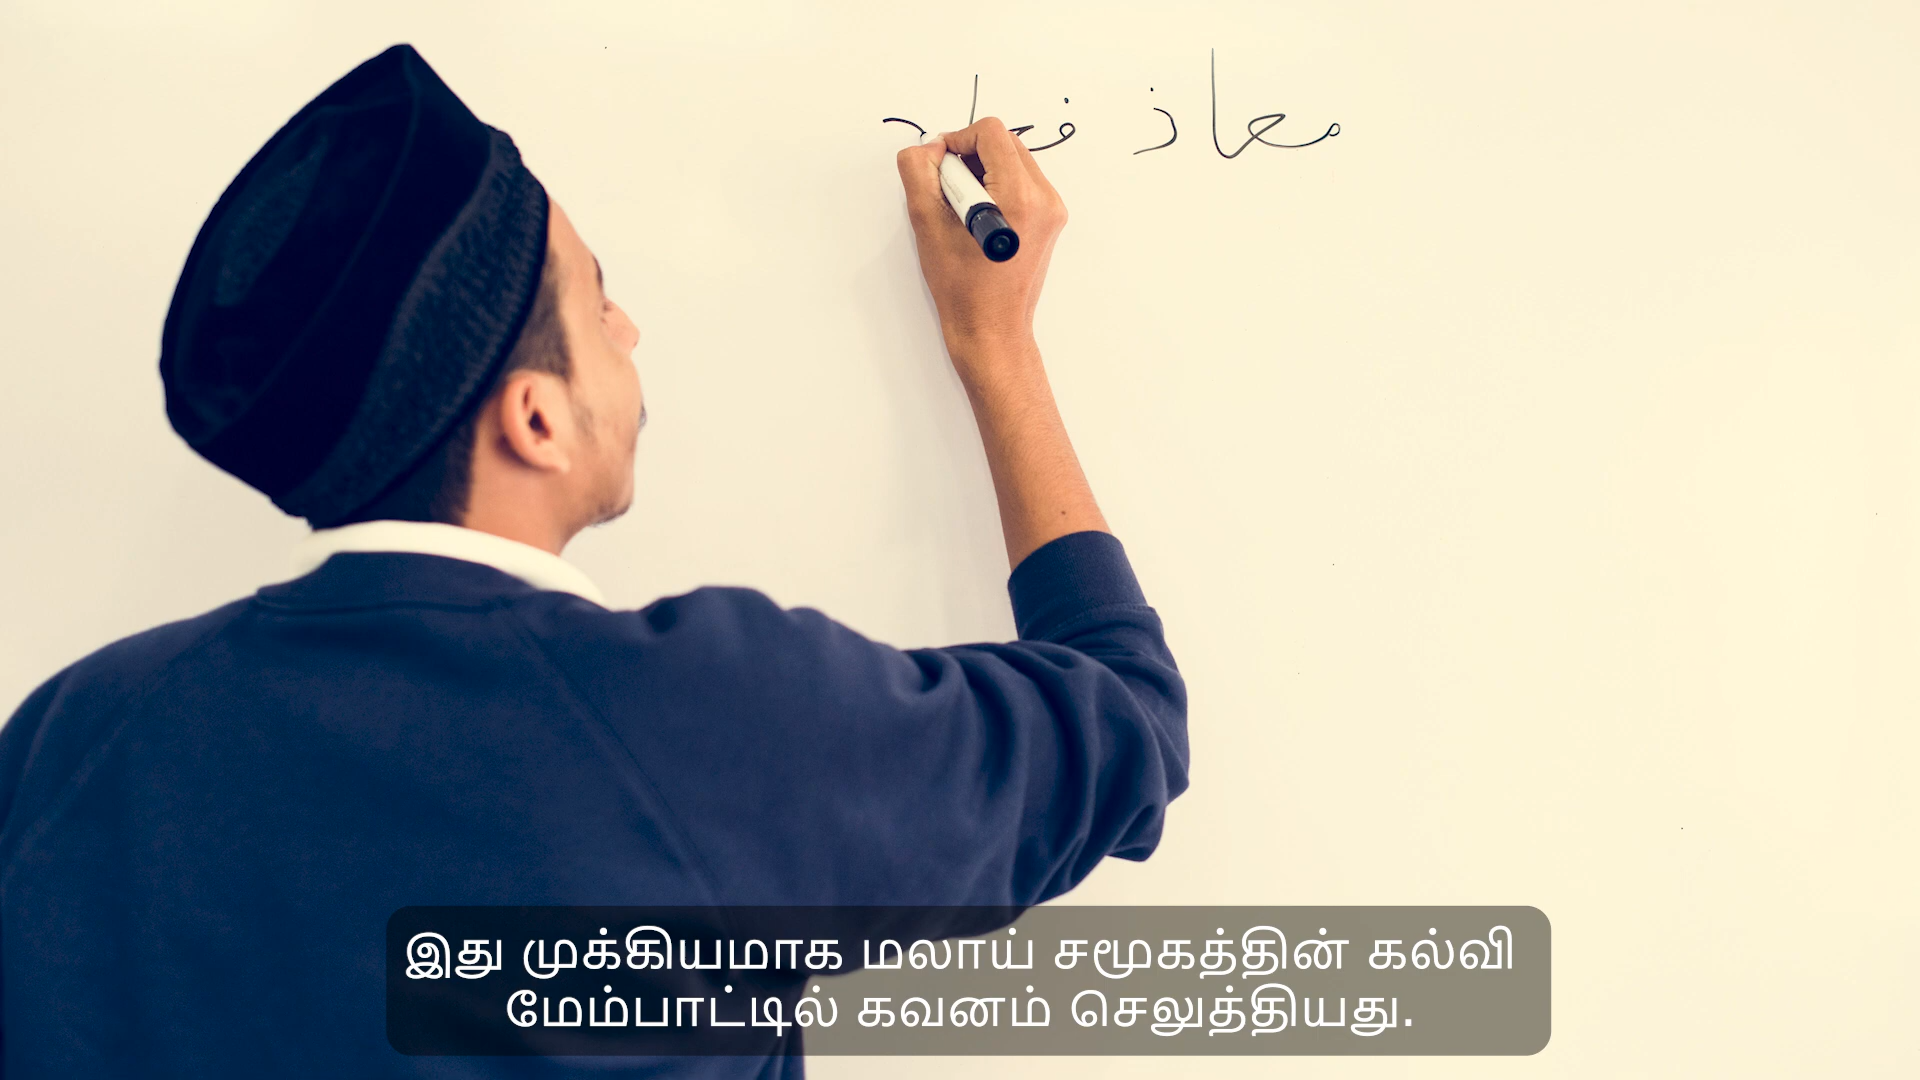 معاذ
இது முக்கியமாக மலாய் சமூகத்தின் கல்வி
மேம்பாட்டில் கவனம் செலுத்தியது.